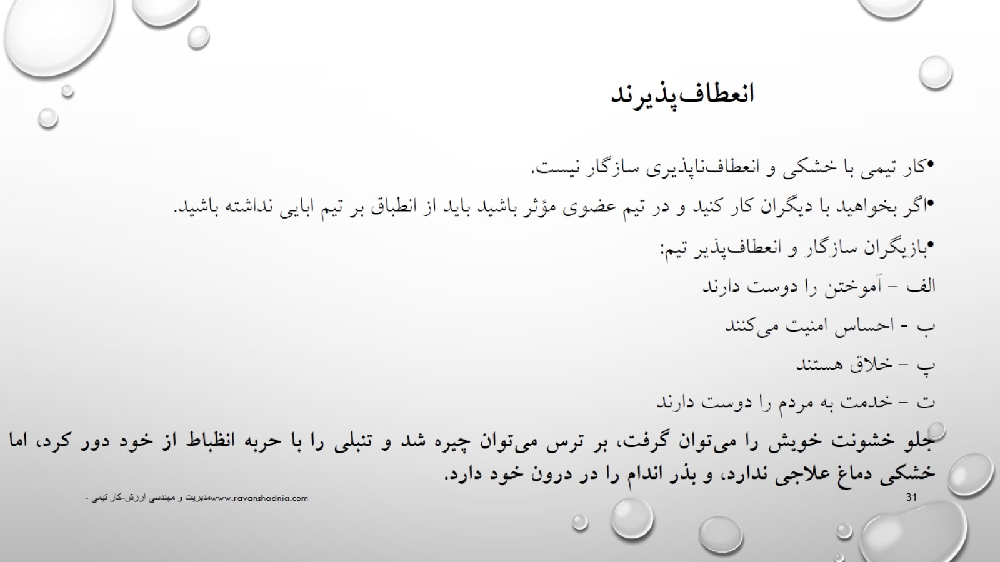 انعطاف‌پذیرند
•کار تیمی با خشکی و انعطاف‌ناپذیری سازگار نیست.
•اگر بخواهید با دیگران کار کنید و در تیم عضوی مؤثر باشید باید از انطباق بر تیم ابایی نداشته باشید.
•بازیگران سازگار و انعطاف‌پذیر تیم:
الف – آموختن را دوست دارند
ب - احساس امنیت می‌کنند
پ – خلاق هستند
ت – خدمت به مردم را دوست دارند
جلو خشونت خویش را می‌توان گرفت، بر ترس می‌توان چیره شد و تنبلی را با حربه انظباط از خود دور کرد، اما
خشکی دماغ علاجی ندارد، و بذر اندام را در درون خود دارد.
31
مدیریت و مهندسی ارزش-کار تیمی - www.ravanshadnia.com